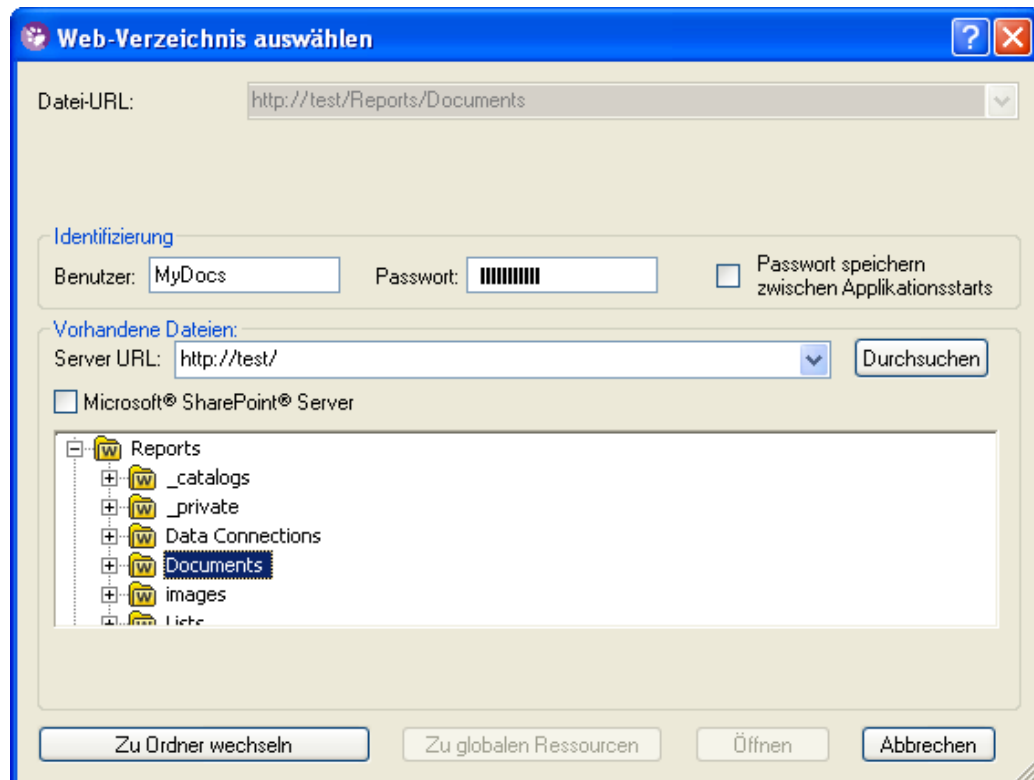 Web-Verzeichnis auswählen
Datei-URL: http://test/Reports/Documents
Identifizierung
Benutzer: MyDocs Passwort: Passwort speichern
zwischen Applikationsstarts
Vorhandene Dateien:
Server URL: http://test/ Durchsuchen
Microsoft® SharePoint® Server
Reports
_catalogs
_private
Data Connections
Documents
images
Lists
Zu Ordner wechseln Zu globalen Ressourcen Öffnen Abbrechen